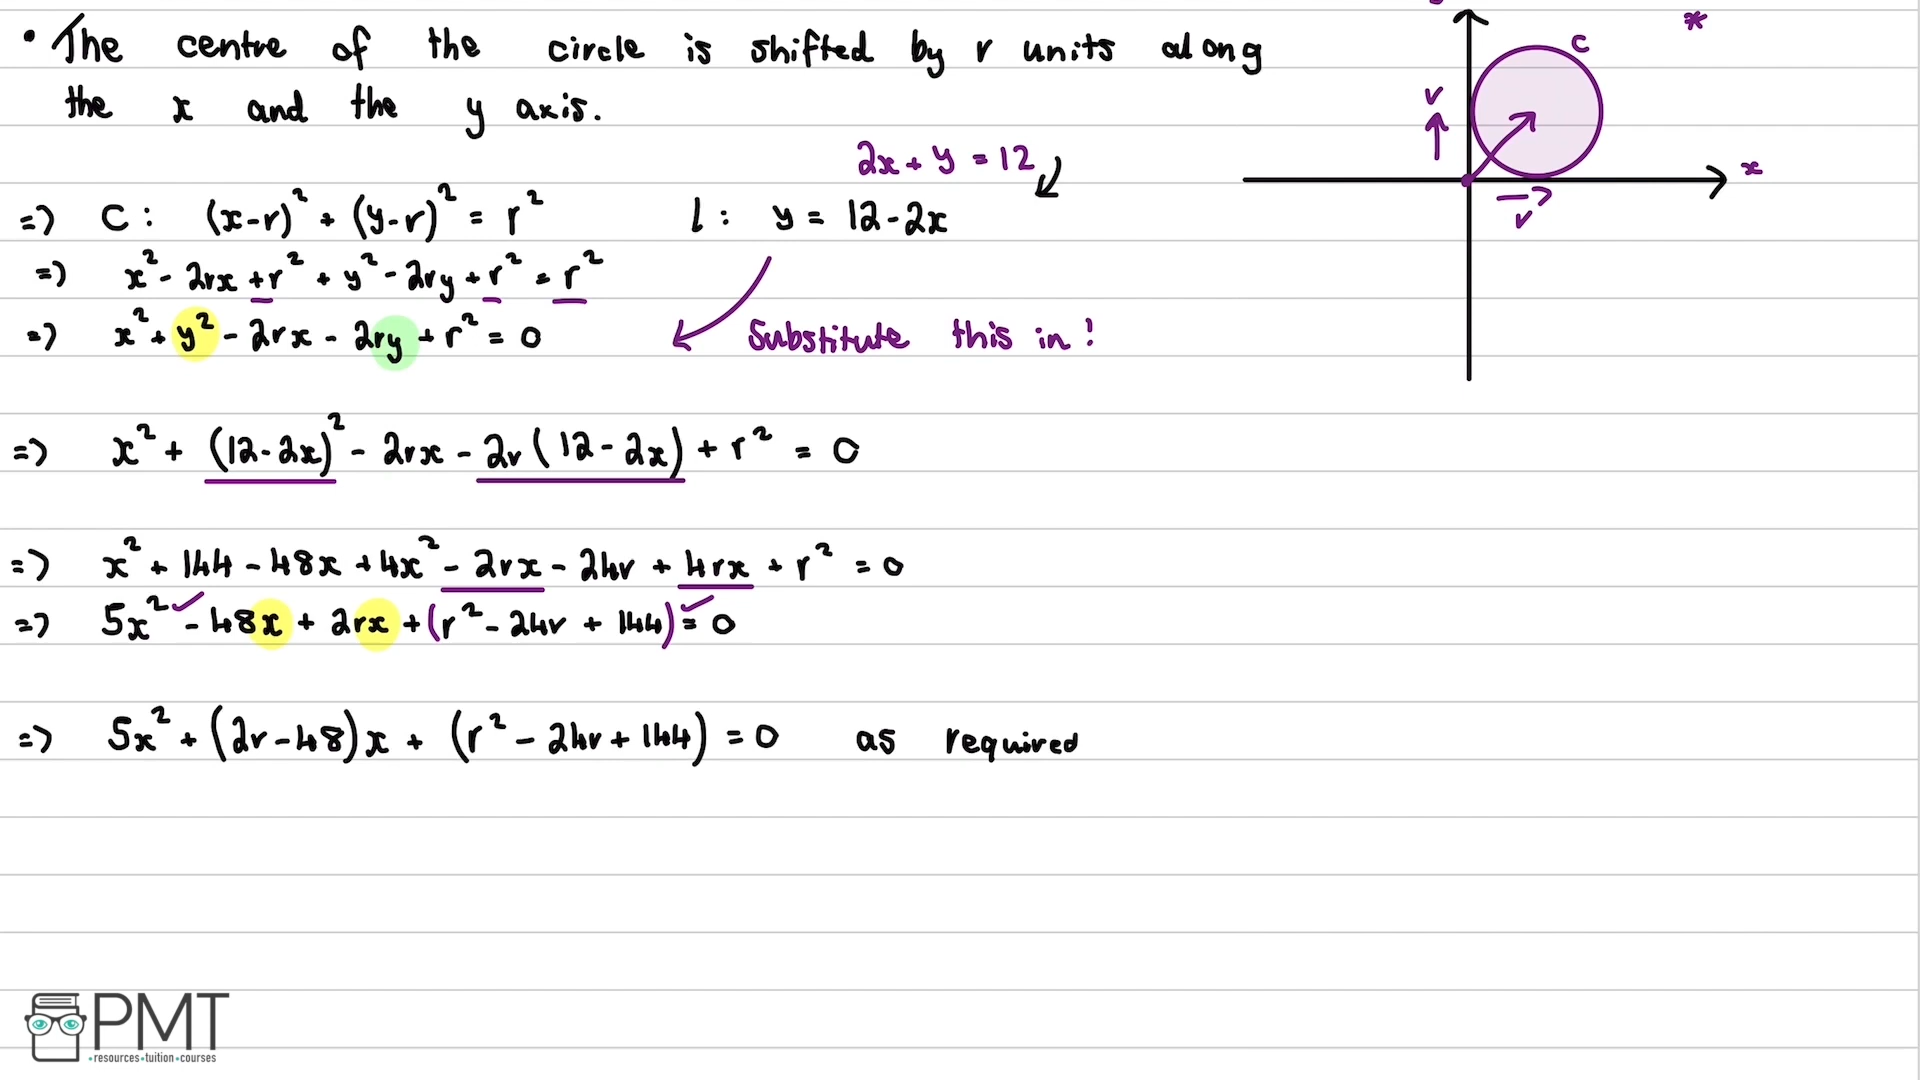 • The centre of the circle is shifted by r units along
the x and the y axis.
2x + y = 12
=> C: (x-r)² + (y-r)² = r²
l: y = 12-2x
=> x² - 2rx + r² + y² - 2ry + r² = r²
=> x² + y² - 2rx - 2ry + r² = 0
Substitute this in!
=> x² + (12-2x)² - 2rx - 2r(12-2x) + r² = 0
=> x² + 144 - 48x + 4x² - 2rx - 24r + 4rx + r² = 0
=> 5x² - 48x + 2rx + (r² - 24r + 144) = 0
=> 5x² + (2r-48)x + (r² - 24r + 144) = 0 as required
*
C
r
x
r
PMT
•resources•tuition•courses